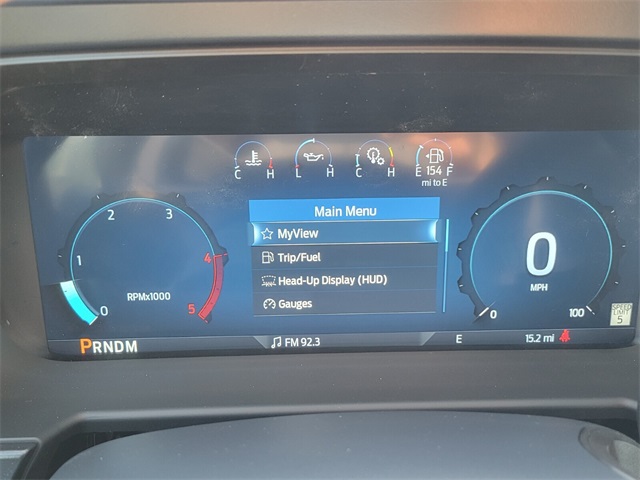 C H
L H
C H
E 154 F
mi to E
Main Menu
MyView
Trip/Fuel
Head-Up Display (HUD)
Gauges
0 1 2 3 4 5
RPMx1000
0
MPH
0 100
SPEED
LIMIT
5
PRNDM
FM 92.3
E
15.2 mi